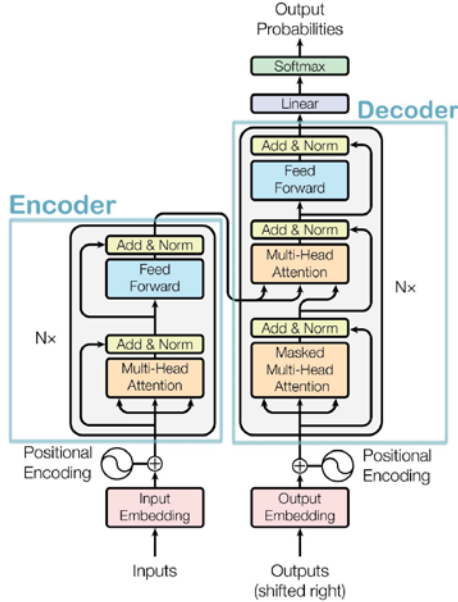 Output
Probabilities
Softmax
Linear
Decoder
Add & Norm
Feed
Forward
Add & Norm
Multi-Head
Attention
Add & Norm
Masked
Multi-Head
Attention
N×
Encoder
Add & Norm
Feed
Forward
Add & Norm
Multi-Head
Attention
N×
Positional
Encoding
Positional
Encoding
Input
Embedding
Output
Embedding
Inputs
Outputs
(shifted right)